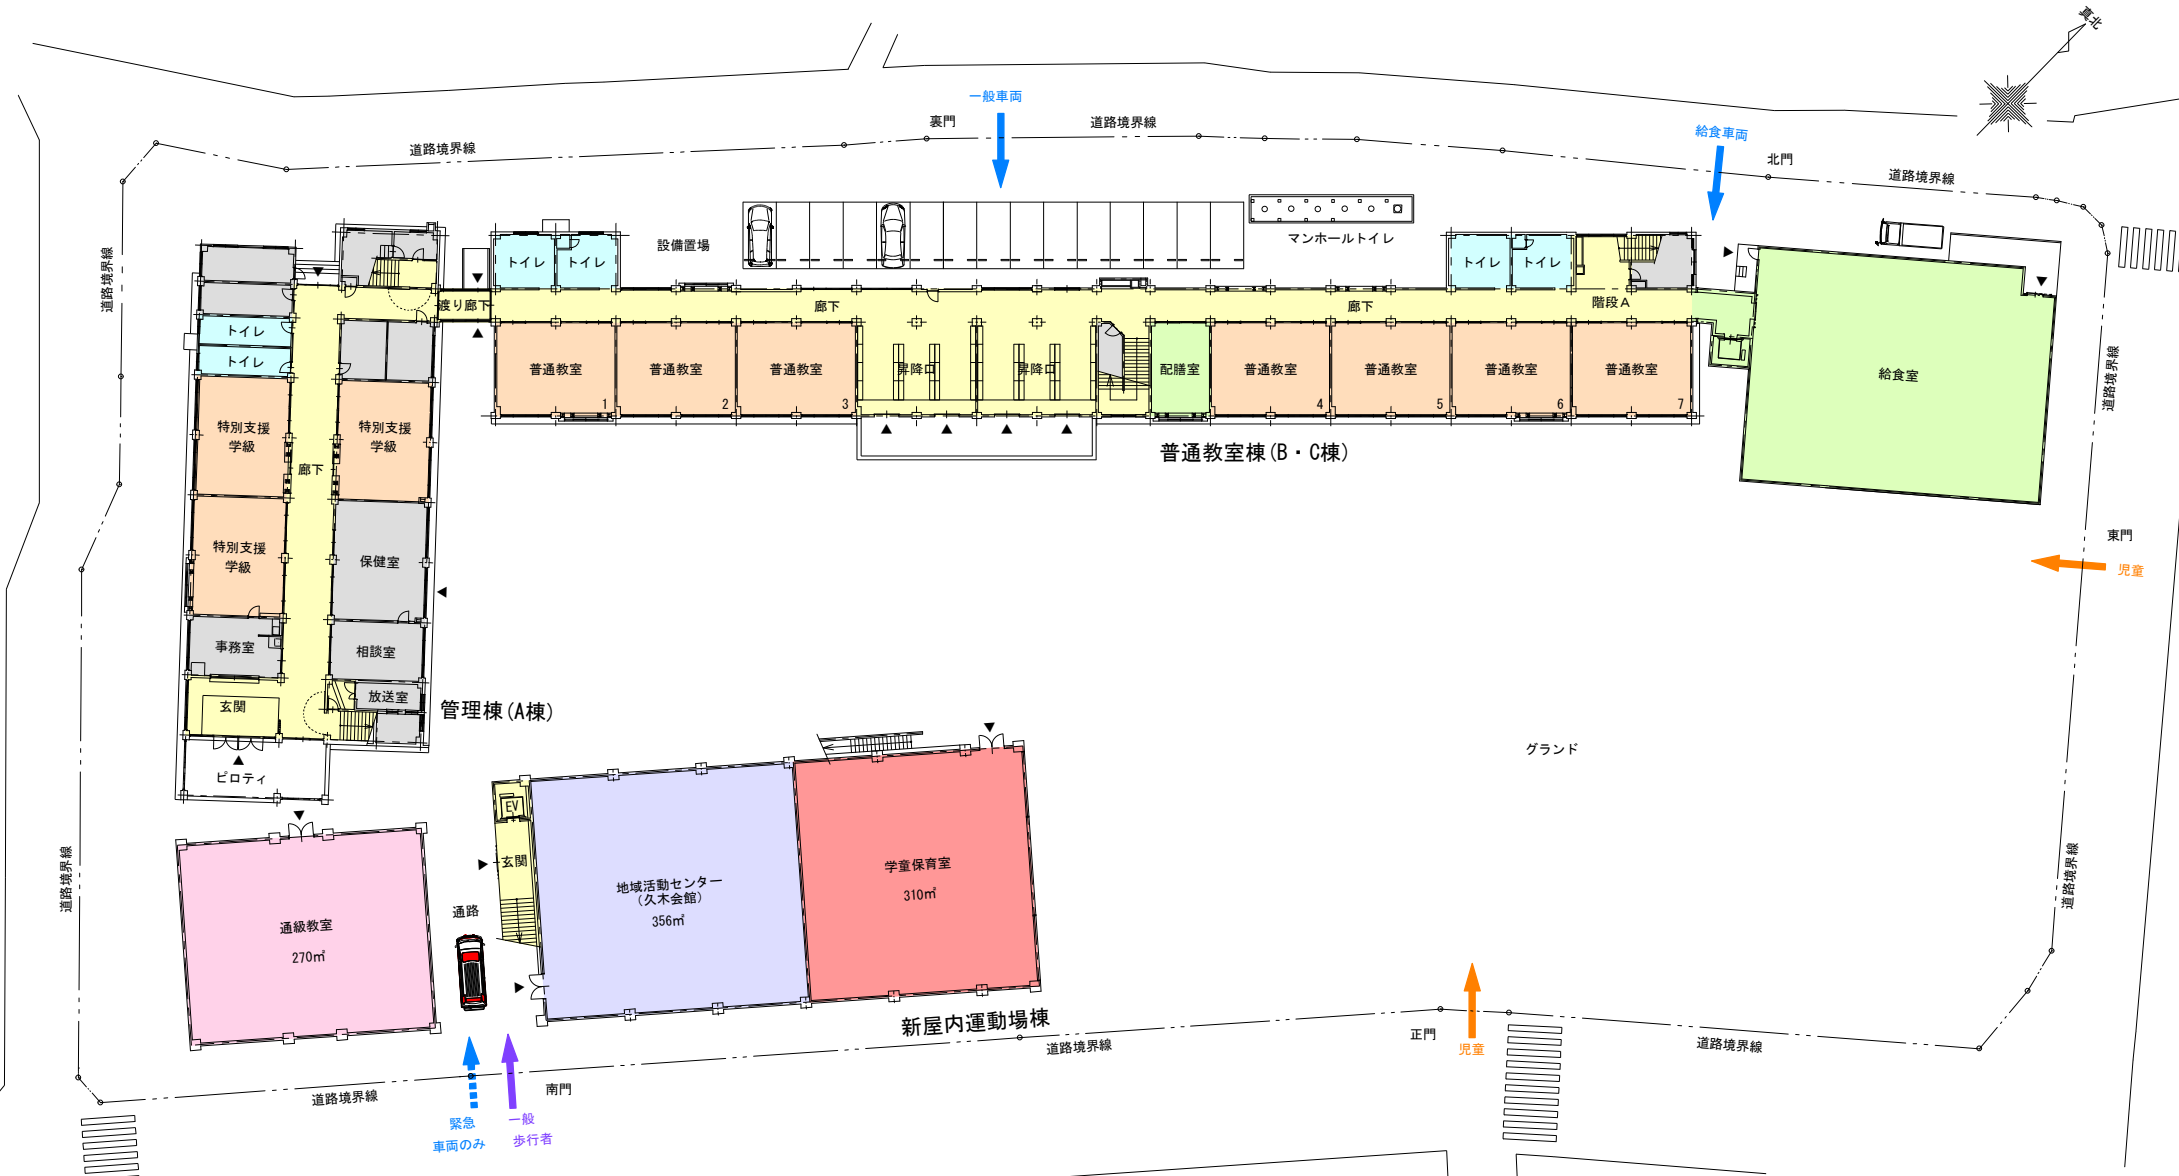 真北
一般車両
裏門
道路境界線
給食車両
北門
道路境界線
道路境界線
道路境界線
設備置場
マンホールトイレ
トイレ
トイレ
トイレ
トイレ
渡り廊下
廊下
廊下
階段A
トイレ
トイレ
普通教室
1
普通教室
2
普通教室
3
昇降口
昇降口
配膳室
普通教室
4
普通教室
5
普通教室
6
普通教室
7
給食室
道路境界線
特別支援
学級
特別支援
学級
廊下
普通教室棟(B・C棟)
特別支援
学級
保健室
東門
児童
事務室
相談室
放送室
玄関
管理棟(A棟)
ピロティ
グランド
EV
玄関
地域活動センター
(久木会館)
356㎡
学童保育室
310㎡
道路境界線
道路境界線
通路
通級教室
270㎡
新屋内運動場棟
道路境界線
正門
児童
道路境界線
道路境界線
南門
緊急
車両のみ
一般
歩行者